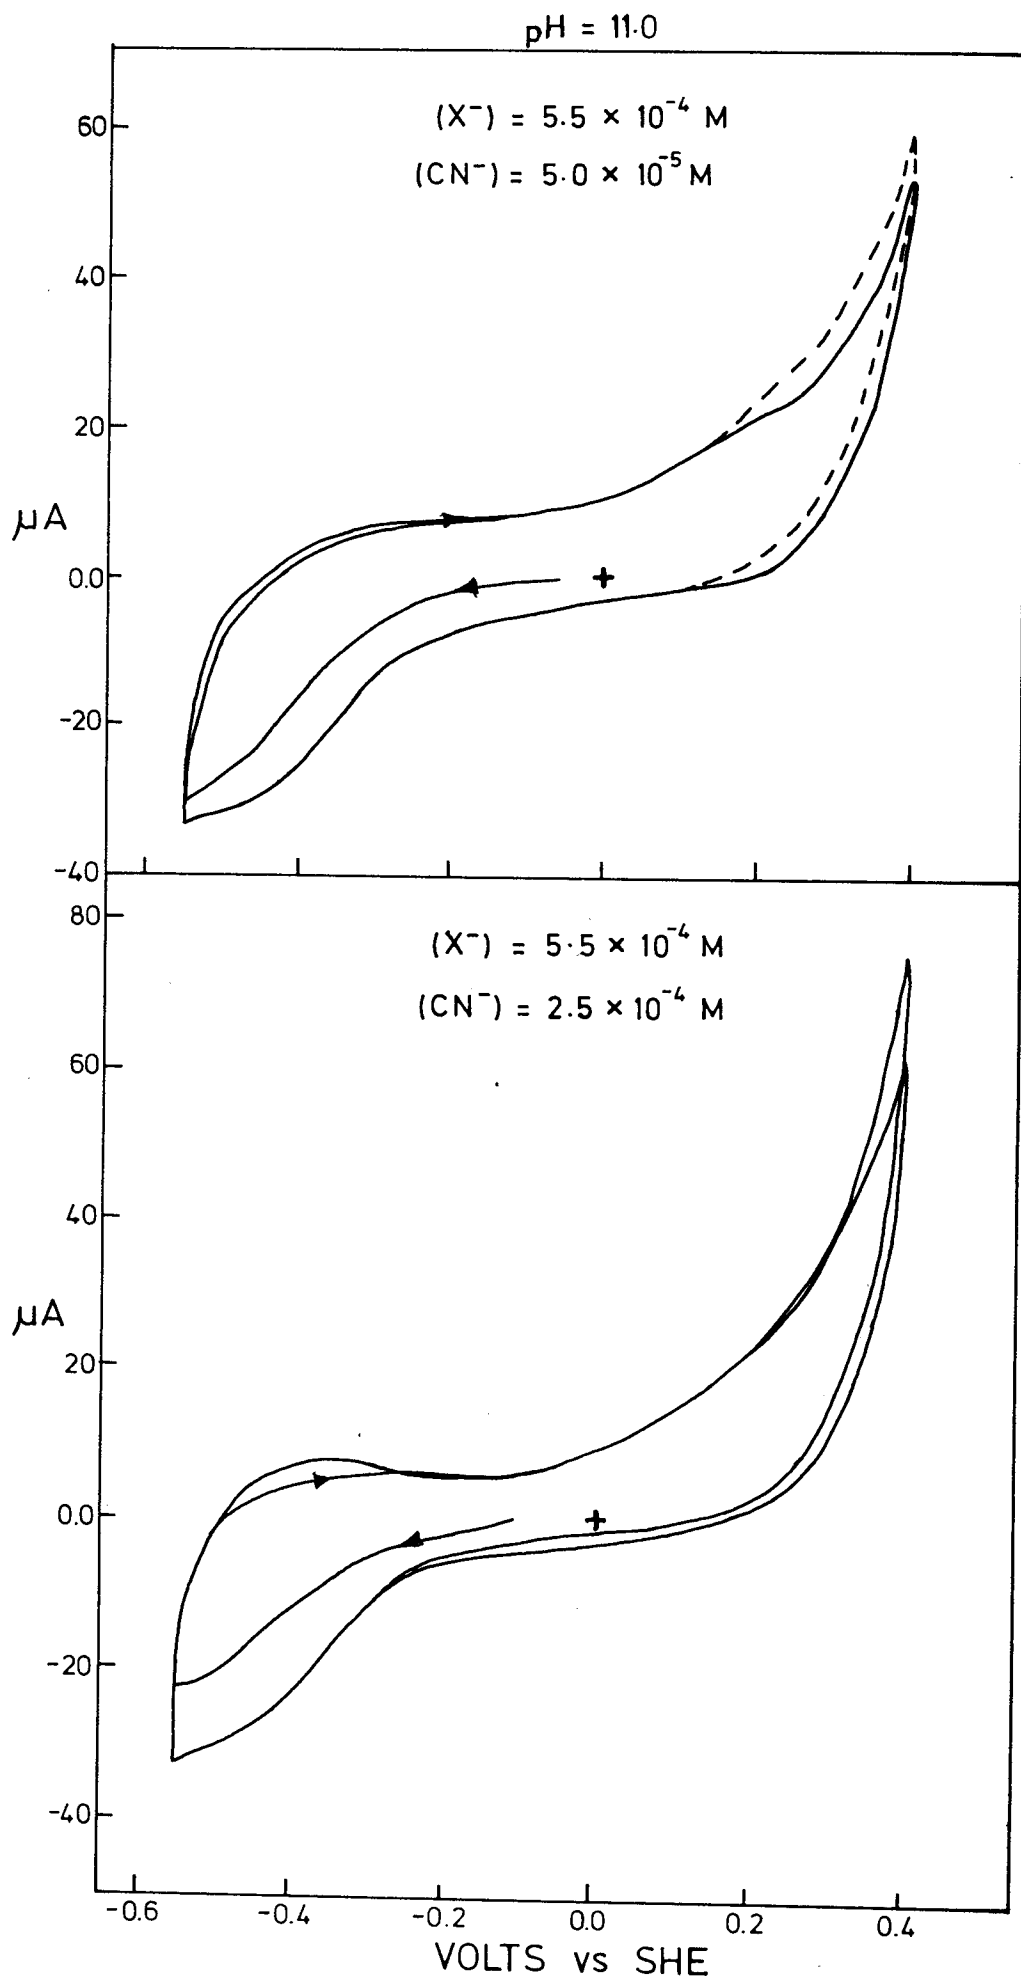 pH = 11.0
(X⁻) = 5.5 × 10⁻⁴ M
(CN⁻) = 5.0 × 10⁻⁵ M
60
40
20
μA
0.0
+
-20
-40
80
(X⁻) = 5.5 × 10⁻⁴ M
(CN⁻) = 2.5 × 10⁻⁴ M
60
40
μA
20
0.0
+
-20
-40
-0.6 -0.4 -0.2 0.0 0.2 0.4
VOLTS vs SHE